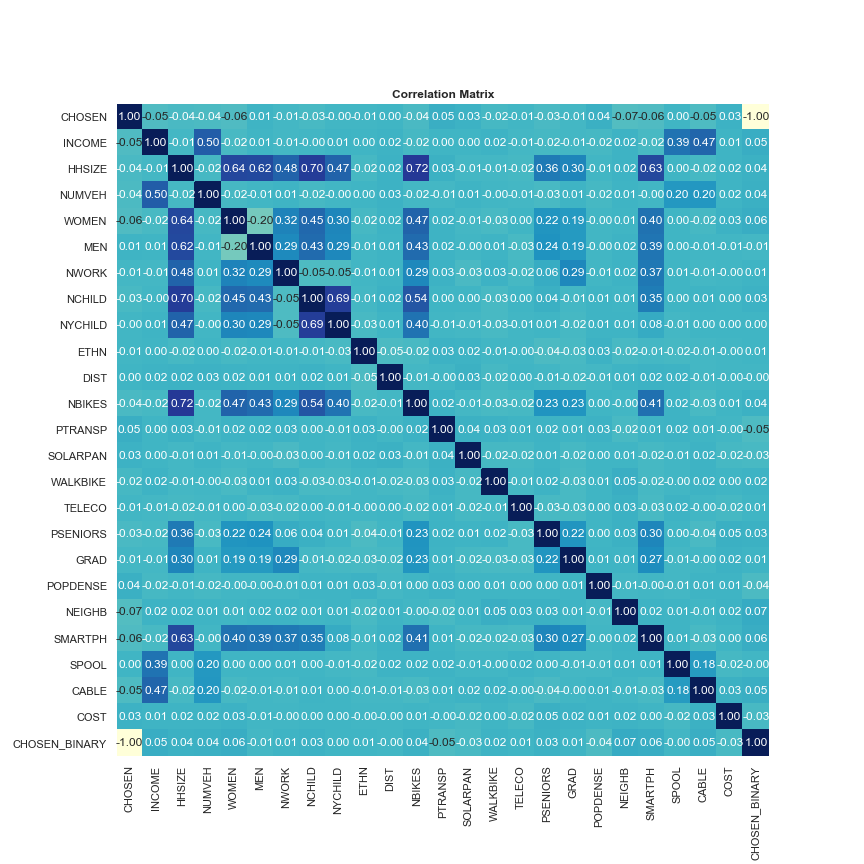 Correlation Matrix
CHOSEN 1.00 -0.05 -0.04 -0.04 -0.06 0.01 -0.01 -0.03 -0.00 -0.01 0.00 -0.04 0.05 0.03 -0.02 -0.01 -0.03 -0.01 0.04 -0.07 -0.06 0.00 -0.05 0.03 -1.00
INCOME -0.05 1.00 -0.01 0.50 -0.02 0.01 -0.01 -0.00 0.01 0.00 0.02 -0.02 0.00 -0.01 0.02 -0.01 -0.02 -0.01 -0.02 0.02 -0.02 0.39 0.47 0.01 0.05
HHSIZE -0.04 -0.01 1.00 -0.02 0.64 0.62 0.48 0.70 0.47 -0.02 0.02 0.72 0.03 -0.01 -0.01 -0.02 0.36 0.30 -0.01 0.02 0.63 0.00 -0.02 0.02 0.04
NUMVEH -0.04 0.50 -0.02 1.00 -0.02 -0.01 0.01 -0.02 -0.00 0.00 0.03 -0.02 -0.01 0.01 -0.00 -0.01 -0.03 0.01 -0.02 0.01 -0.00 0.20 0.20 0.02 0.04
WOMEN -0.06 -0.02 0.64 -0.02 1.00 -0.20 0.32 0.45 0.30 -0.02 0.02 0.47 0.02 -0.01 -0.03 0.00 0.22 0.19 -0.00 0.01 0.40 0.00 -0.02 0.03 0.06
MEN 0.01 0.01 0.62 -0.01 -0.20 1.00 0.29 0.43 0.29 -0.01 0.01 0.43 0.02 -0.00 0.01 -0.03 0.24 0.19 -0.00 0.02 0.39 0.00 -0.01 -0.01 -0.01
NWORK -0.01 -0.01 0.48 0.01 0.32 0.29 1.00 -0.05 -0.05 -0.01 0.01 0.29 0.03 -0.03 0.03 -0.02 0.06 0.29 -0.01 0.02 0.37 0.01 -0.01 -0.00 0.01
NCHILD -0.03 -0.00 0.70 -0.02 0.45 0.43 -0.05 1.00 0.69 -0.01 0.02 0.54 0.00 0.00 -0.03 -0.00 0.04 -0.01 0.01 0.01 0.35 -0.00 0.01 0.00 0.03
NYCHILD -0.00 0.01 0.47 -0.00 0.30 0.29 -0.05 0.69 1.00 -0.03 0.01 0.40 -0.01 -0.01 -0.03 -0.01 0.01 -0.02 0.01 0.01 0.08 -0.01 0.00 0.00 0.00
ETHN -0.01 0.00 -0.02 0.00 -0.02 -0.01 -0.01 -0.01 -0.03 1.00 -0.05 -0.02 0.03 0.02 -0.01 -0.00 -0.04 -0.03 0.03 -0.02 -0.01 -0.02 -0.01 -0.00 0.01
DIST 0.00 0.02 0.02 0.03 0.02 0.01 0.01 0.02 0.01 -0.05 1.00 -0.01 -0.00 0.03 -0.02 0.00 -0.01 -0.02 -0.01 0.01 0.02 0.02 -0.01 -0.00 -0.00
NBIKES -0.04 -0.02 0.72 -0.02 0.47 0.43 0.29 0.54 0.40 -0.02 -0.01 1.00 0.02 -0.01 -0.03 -0.01 0.23 0.23 0.00 -0.00 0.41 0.02 -0.03 0.01 0.04
PTRANSP 0.05 0.00 0.03 -0.01 0.02 0.02 0.03 0.00 -0.01 0.03 -0.00 0.02 1.00 0.04 0.03 0.01 0.02 0.01 0.03 -0.02 0.01 0.02 0.02 -0.01 -0.05
SOLARPAN 0.03 -0.01 -0.01 0.01 -0.01 -0.00 -0.03 0.00 -0.01 0.02 0.03 -0.01 0.04 1.00 -0.02 -0.02 0.01 -0.02 0.00 0.01 -0.02 -0.01 0.02 -0.02 -0.03
WALKBIKE -0.02 0.02 -0.01 -0.00 -0.03 0.01 0.03 -0.03 -0.03 -0.01 -0.02 -0.03 0.03 -0.02 1.00 -0.01 0.02 -0.03 0.01 0.05 -0.02 -0.00 0.02 0.00 0.02
TELECO -0.01 -0.01 -0.02 -0.01 0.00 -0.03 -0.02 -0.00 -0.01 -0.00 0.00 -0.01 0.01 -0.02 -0.01 1.00 -0.03 -0.03 0.00 0.03 -0.03 0.02 0.01 -0.02 0.01
PSENIORS -0.03 -0.02 0.36 -0.03 0.22 0.24 0.06 0.04 0.01 -0.04 -0.01 0.23 0.02 0.01 0.02 -0.03 1.00 0.22 0.00 0.03 0.30 0.00 -0.04 0.05 0.03
GRAD -0.01 -0.01 0.30 0.01 0.19 0.19 0.29 -0.01 -0.02 -0.03 -0.02 0.23 0.01 -0.02 -0.03 -0.03 0.22 1.00 0.01 0.01 0.27 -0.01 -0.00 0.02 0.01
POPDENSE 0.04 -0.02 -0.01 -0.02 -0.00 -0.00 -0.01 0.01 0.01 0.03 -0.01 0.00 0.03 0.00 0.01 0.00 0.00 0.01 1.00 -0.01 -0.00 -0.01 0.01 0.01 -0.04
NEIGHB -0.07 0.02 0.02 0.01 0.01 0.02 0.02 0.01 0.01 -0.02 0.01 -0.00 -0.02 0.01 0.05 0.03 0.03 0.01 -0.01 1.00 0.02 0.01 -0.01 0.02 0.07
SMARTPH -0.06 -0.02 0.63 -0.00 0.40 0.39 0.37 0.35 0.08 -0.01 0.02 0.41 0.01 -0.02 -0.02 -0.03 0.30 0.27 -0.00 0.02 1.00 0.01 -0.03 0.00 0.06
SPOOL 0.00 0.39 0.00 0.20 0.00 0.00 0.01 -0.00 -0.01 -0.02 0.02 0.02 0.02 -0.01 -0.00 0.02 0.00 -0.01 -0.01 0.01 0.01 1.00 0.18 -0.02 -0.00
CABLE -0.05 0.47 -0.02 0.20 -0.02 -0.01 -0.01 0.01 0.00 -0.01 -0.01 -0.03 0.02 0.02 0.02 0.01 -0.04 -0.00 0.01 -0.01 -0.03 0.18 1.00 0.03 0.05
COST 0.03 0.01 0.02 0.02 0.03 -0.01 -0.00 0.00 0.00 -0.00 -0.00 0.01 -0.01 -0.02 0.00 -0.02 0.05 0.02 0.01 0.02 0.00 -0.02 0.03 1.00 -0.03
CHOSEN_BINARY -1.00 0.05 0.04 0.04 0.06 -0.01 0.01 0.03 0.00 0.01 -0.00 0.04 -0.05 -0.03 0.02 0.01 0.03 0.01 -0.04 0.07 0.06 -0.00 0.05 -0.03 1.00
CHOSEN
INCOME
HHSIZE
NUMVEH
WOMEN
MEN
NWORK
NCHILD
NYCHILD
ETHN
DIST
NBIKES
PTRANSP
SOLARPAN
WALKBIKE
TELECO
PSENIORS
GRAD
POPDENSE
NEIGHB
SMARTPH
SPOOL
CABLE
COST
CHOSEN_BINARY